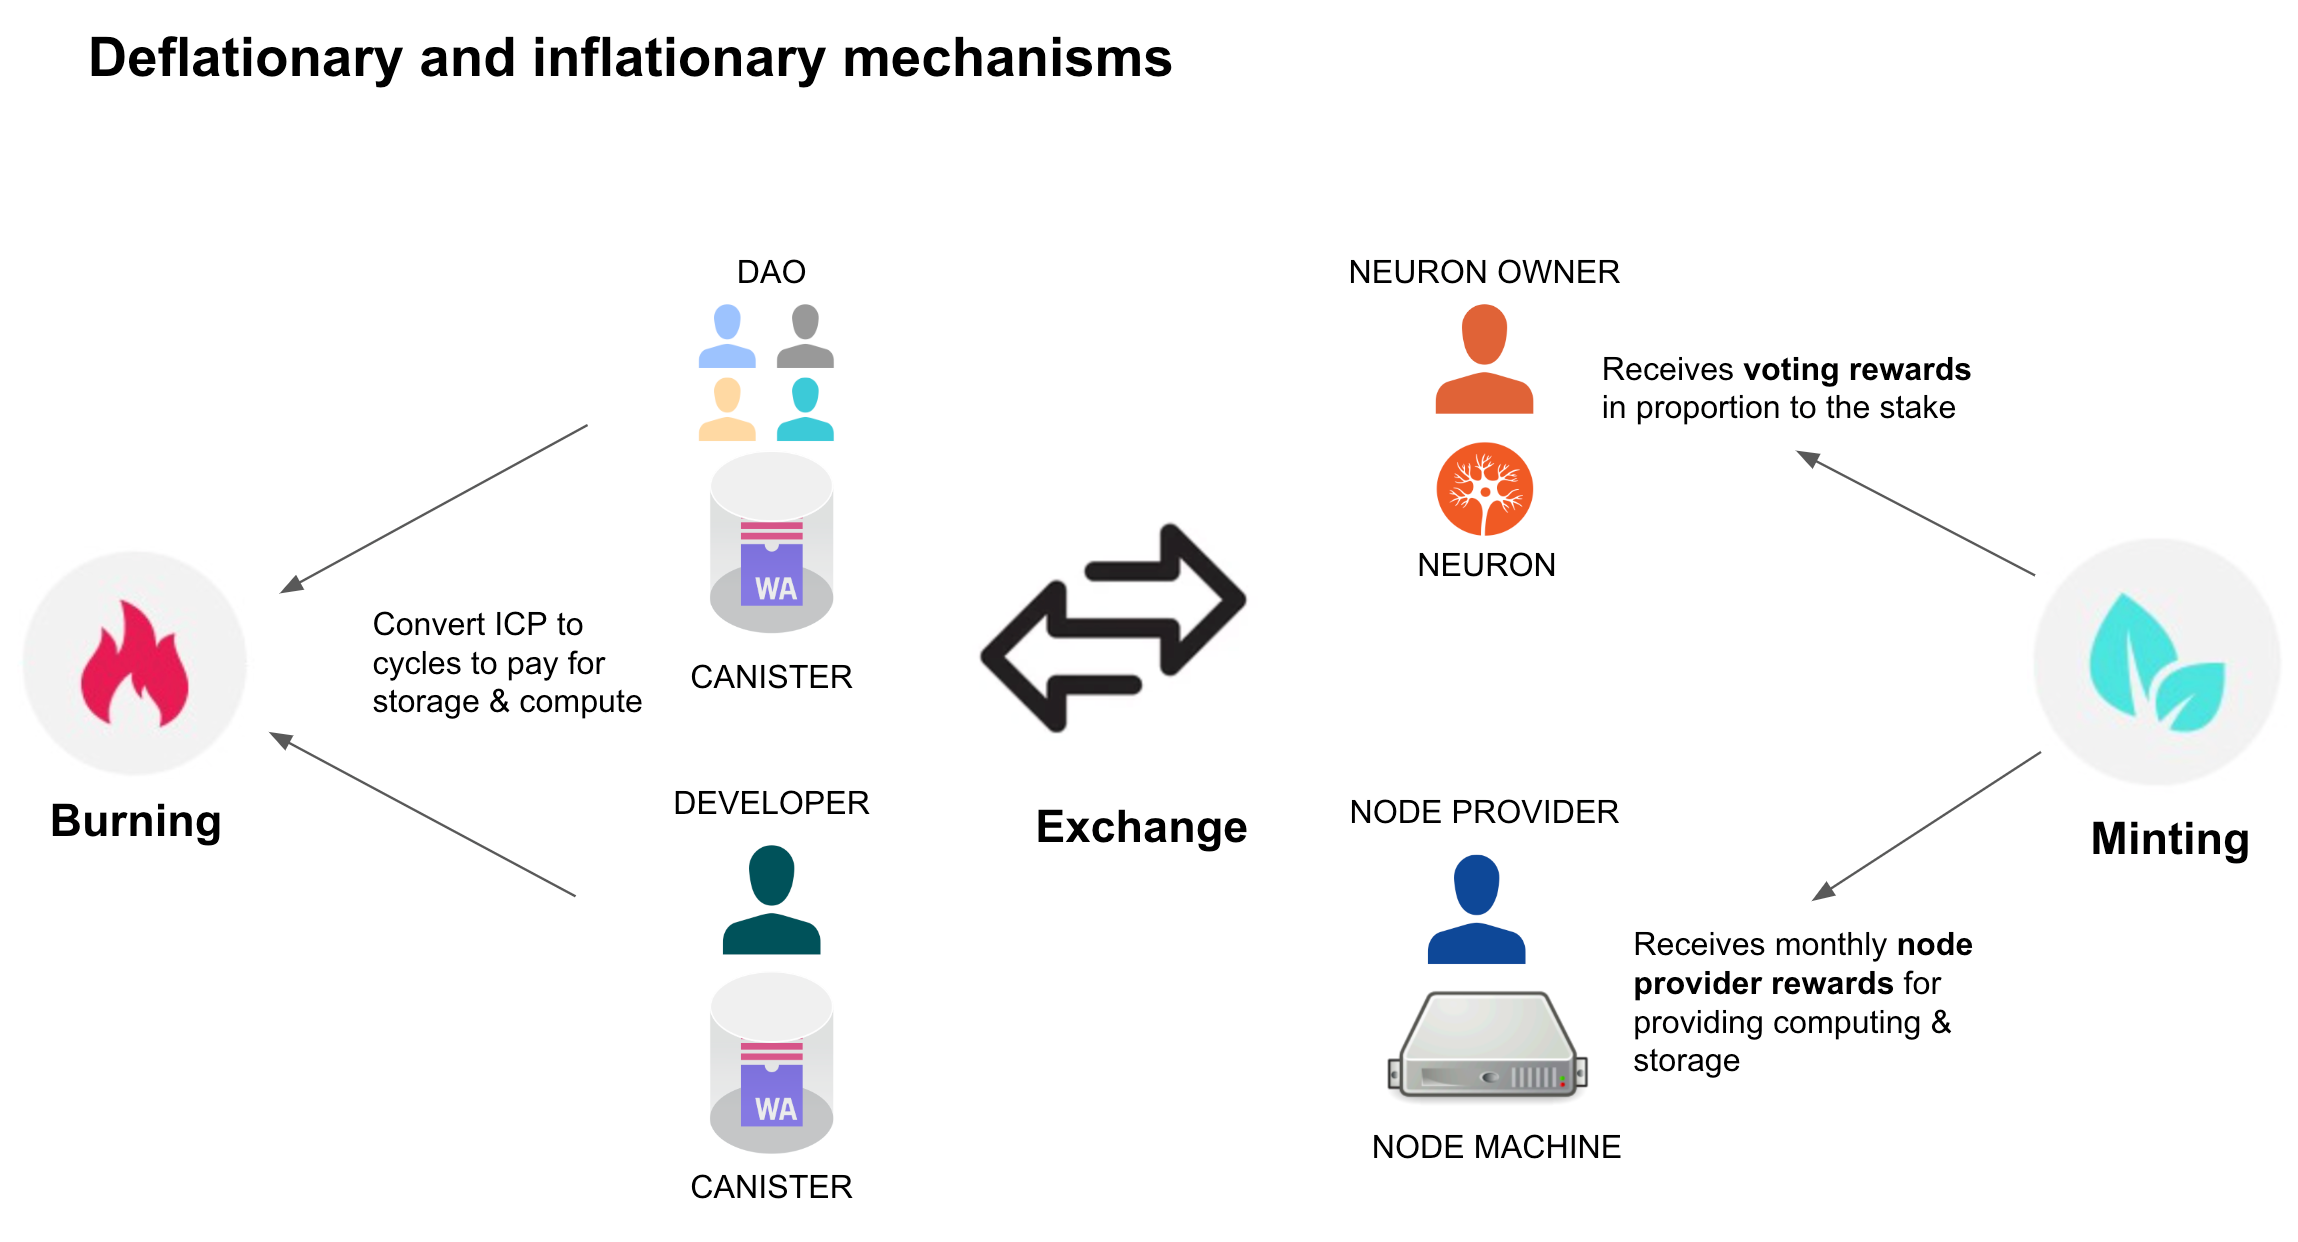 Deflationary and inflationary mechanisms
DAO
WA
CANISTER
Convert ICP to
cycles to pay for
storage & compute
Burning
DEVELOPER
WA
CANISTER
Exchange
NEURON OWNER
Receives voting rewards
in proportion to the stake
NEURON
NODE PROVIDER
Receives monthly node
provider rewards for
providing computing &
storage
NODE MACHINE
Minting